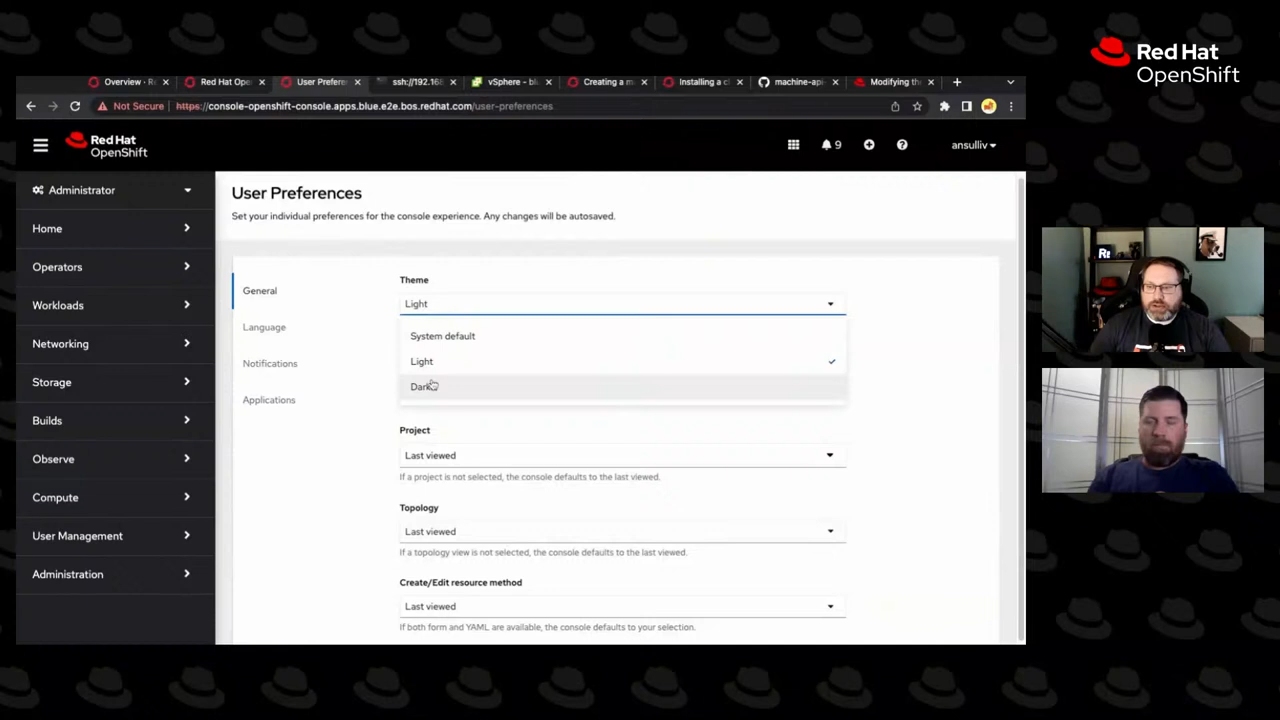 Red Hat
OpenShift
Overview · R
Red Hat Ope
User Prefere
ssh://192.168
vSphere – bl
Creating a m
Installing a cl
machine-api
Modifying the
Not Secure
https://console-openshift-console.apps.blue.e2e.bos.redhat.com/user-preferences
Red Hat
OpenShift
9
ansulliv
Administrator
Home
Operators
Workloads
Networking
Storage
Builds
Observe
Compute
User Management
Administration
User Preferences
Set your individual preferences for the console experience. Any changes will be autosaved.
General
Language
Notifications
Applications
Theme
Light
System default
Light
Dark
Project
Last viewed
If a project is not selected, the console defaults to the last viewed.
Topology
Last viewed
If a topology view is not selected, the console defaults to the last viewed.
Create/Edit resource method
Last viewed
If both form and YAML are available, the console defaults to your selection.